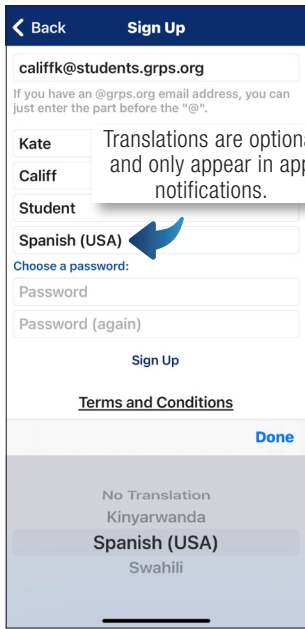 Back Sign Up
califfk@students.grps.org
If you have an @grps.org email address, you can
just enter the part before the "@".
Kate
Translations are optiona
and only appear in app
notifications.
Califf
Student
Spanish (USA)
Choose a password:
Password
Password (again)
Sign Up
Terms and Conditions
Done
No Translation
Kinyarwanda
Spanish (USA)
Swahili